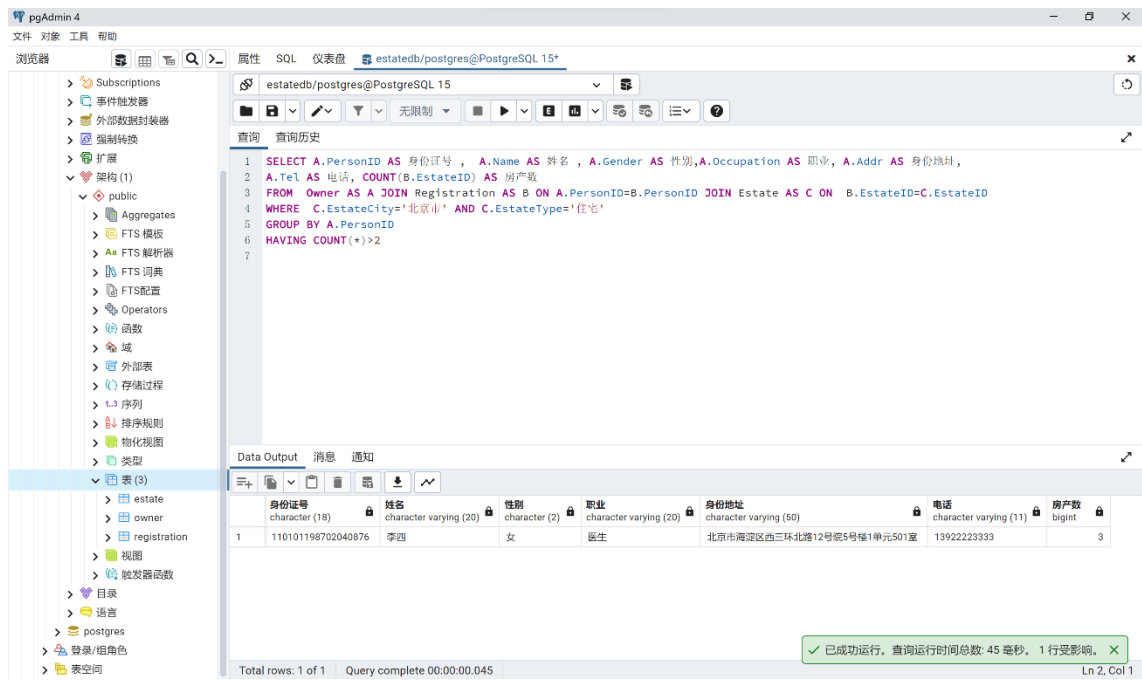 pgAdmin 4
文件 对象 工具 帮助
浏览器
属性 SQL 仪表盘 estatedb/postgres@PostgreSQL 15*
Subscriptions
事件触发器
外部数据封装器
强制转换
扩展
架构 (1)
public
Aggregates
FTS 模板
FTS 解析器
FTS 词典
FTS配置
Operators
函数
域
外部表
存储过程
1..3 序列
排序规则
物化视图
类型
表 (3)
estate
owner
registration
视图
触发器函数
目录
语言
postgres
登录/组角色
表空间
estatedb/postgres@PostgreSQL 15
无限制
查询 查询历史
1 SELECT A.PersonID AS 身份证号 , A.Name AS 姓名 , A.Gender AS 性别,A.Occupation AS 职业, A.Addr AS 身份地址,
2 A.Tel AS 电话, COUNT(B.EstateID) AS 房产数
3 FROM Owner AS A JOIN Registration AS B ON A.PersonID=B.PersonID JOIN Estate AS C ON B.EstateID=C.EstateID
4 WHERE C.EstateCity='北京市' AND C.EstateType='住宅'
5 GROUP BY A.PersonID
6 HAVING COUNT(*)>2
7
Data Output 消息 通知
身份证号 姓名 性别 职业 身份地址 电话 房产数
character (18) character varying (20) character (2) character varying (20) character varying (50) character varying (11) bigint
1 110101198702040876 李四 女 医生 北京市海淀区西三环北路12号院5号楼1单元501室 13922223333 3
已成功运行。查询运行时间总数: 45 毫秒。 1 行受影响。
Total rows: 1 of 1 Query complete 00:00:00.045 Ln 2, Col 1